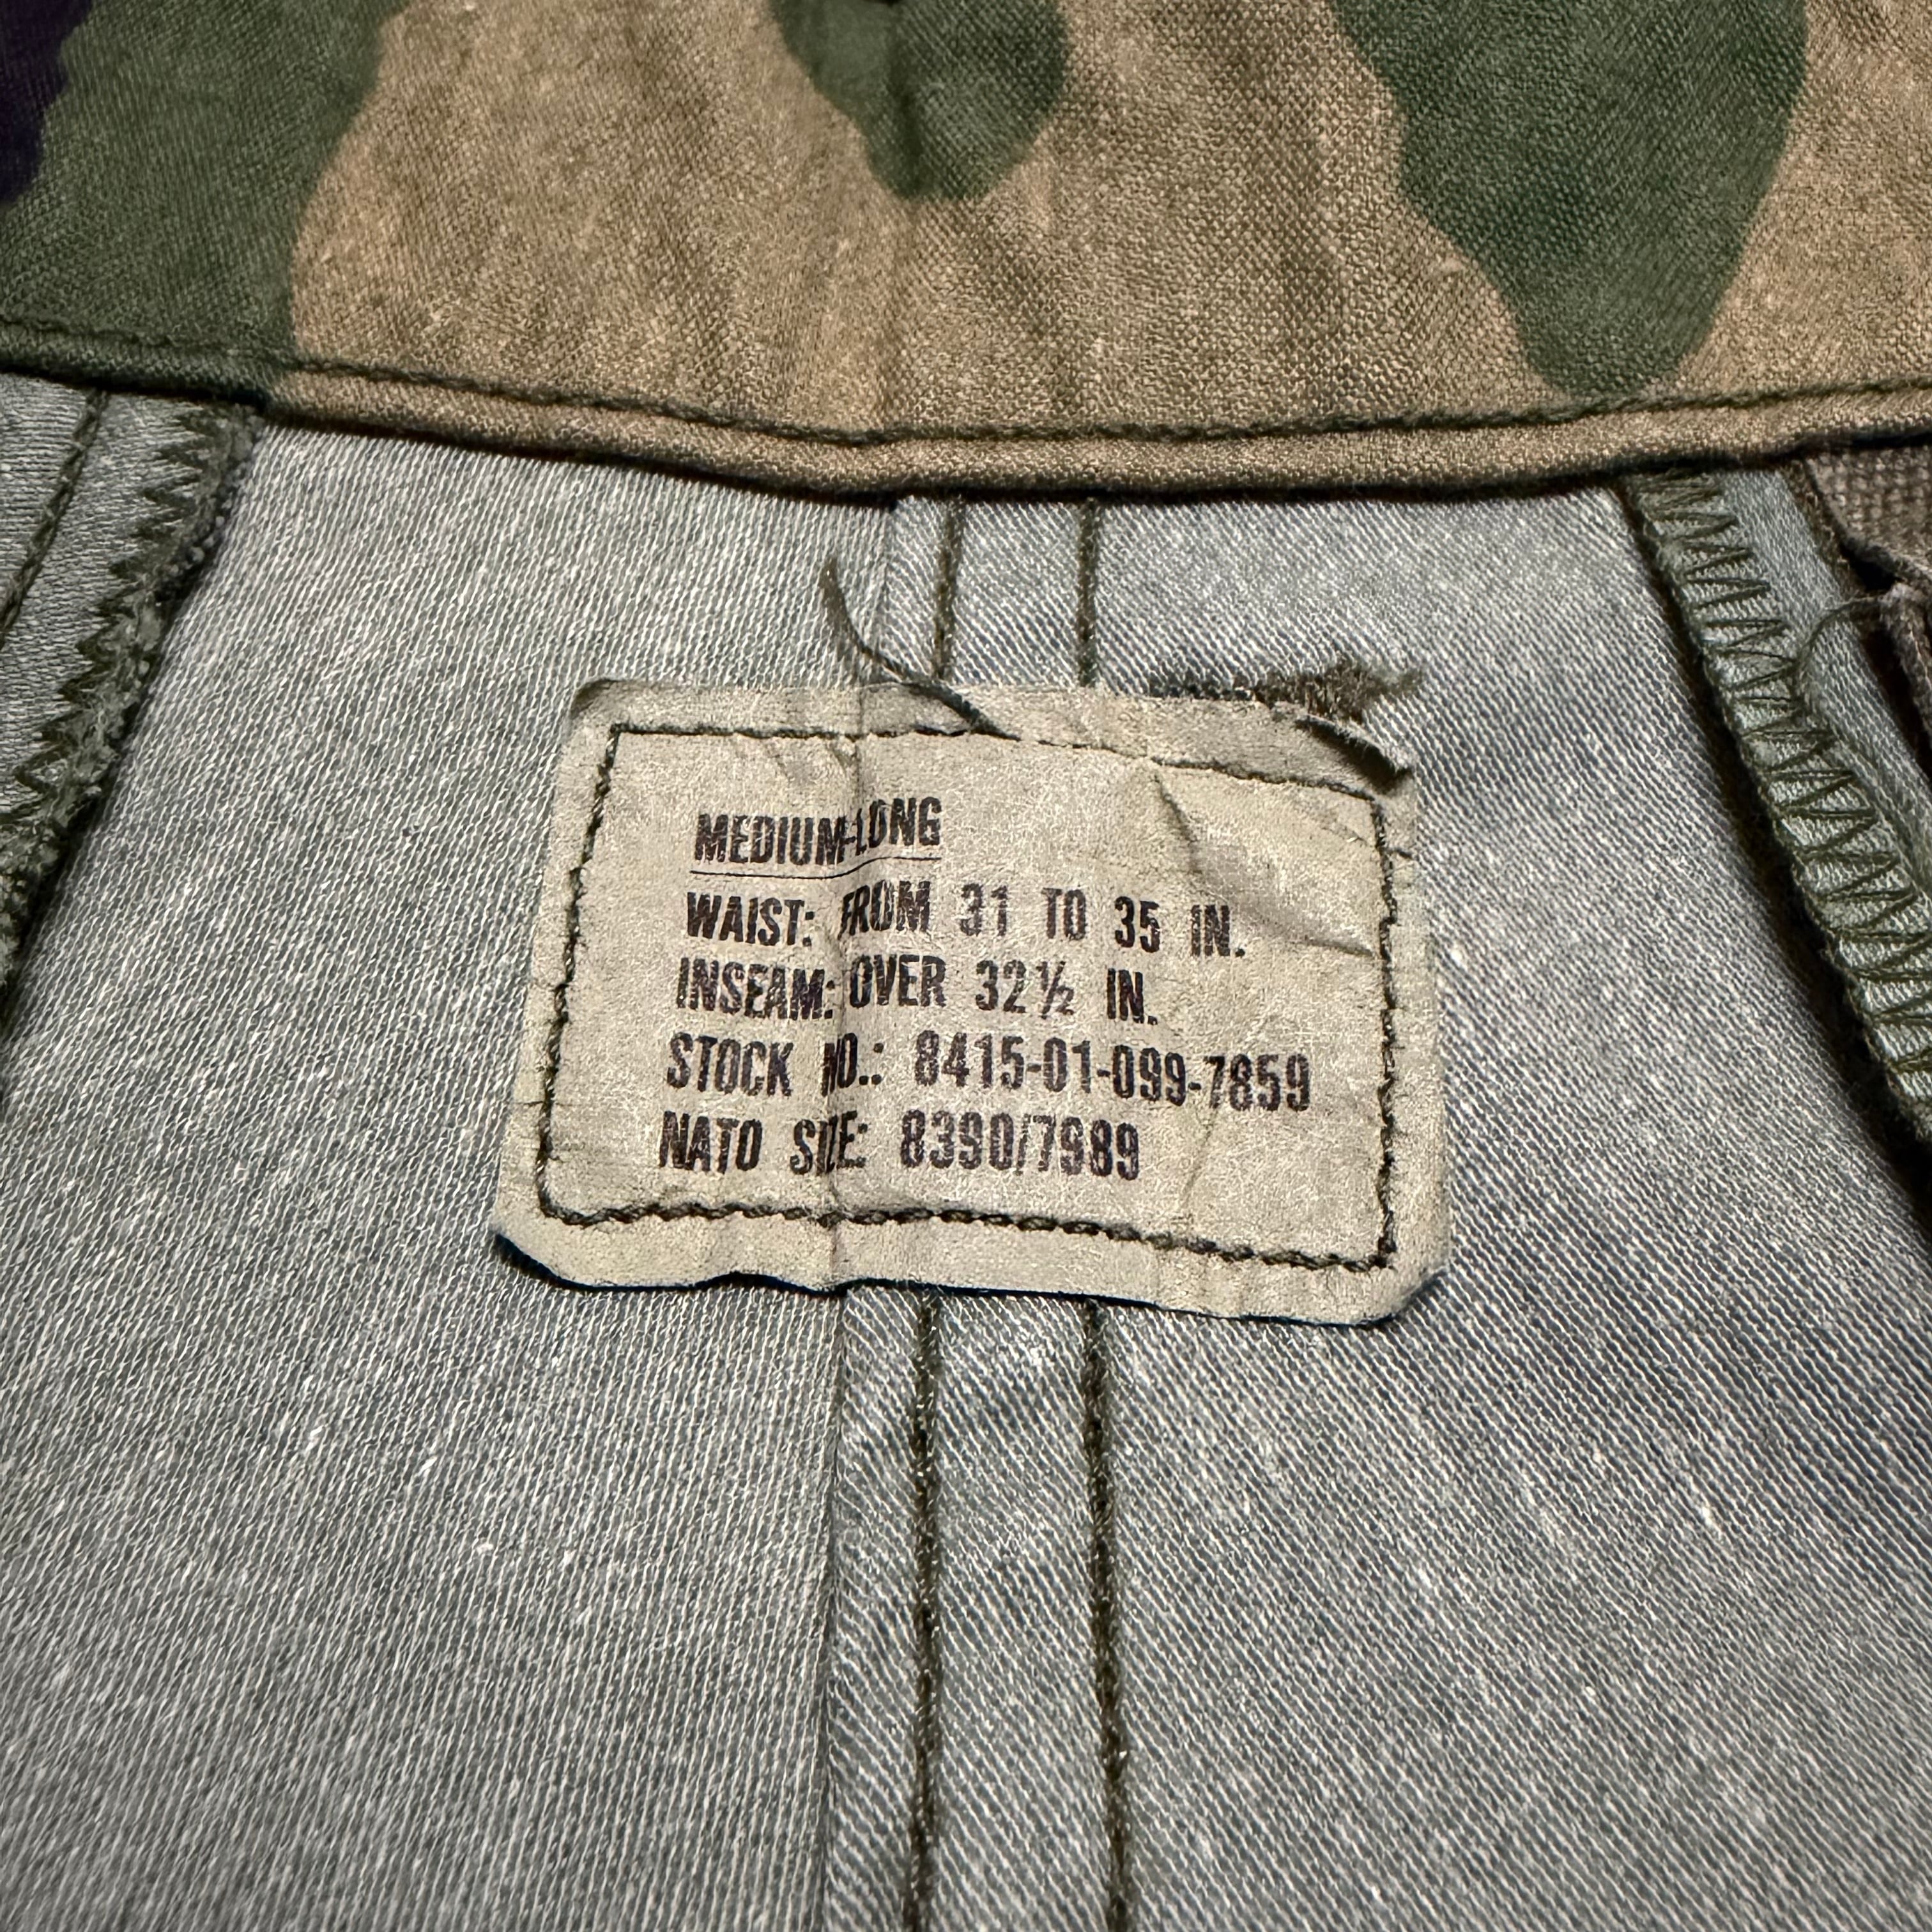 MEDIUM-LONG
WAIST: FROM 31 TO 35 IN.
INSEAM: OVER 32½ IN.
STOCK NO.: 8415-01-099-7859
NATO SIZE: 8390/7989